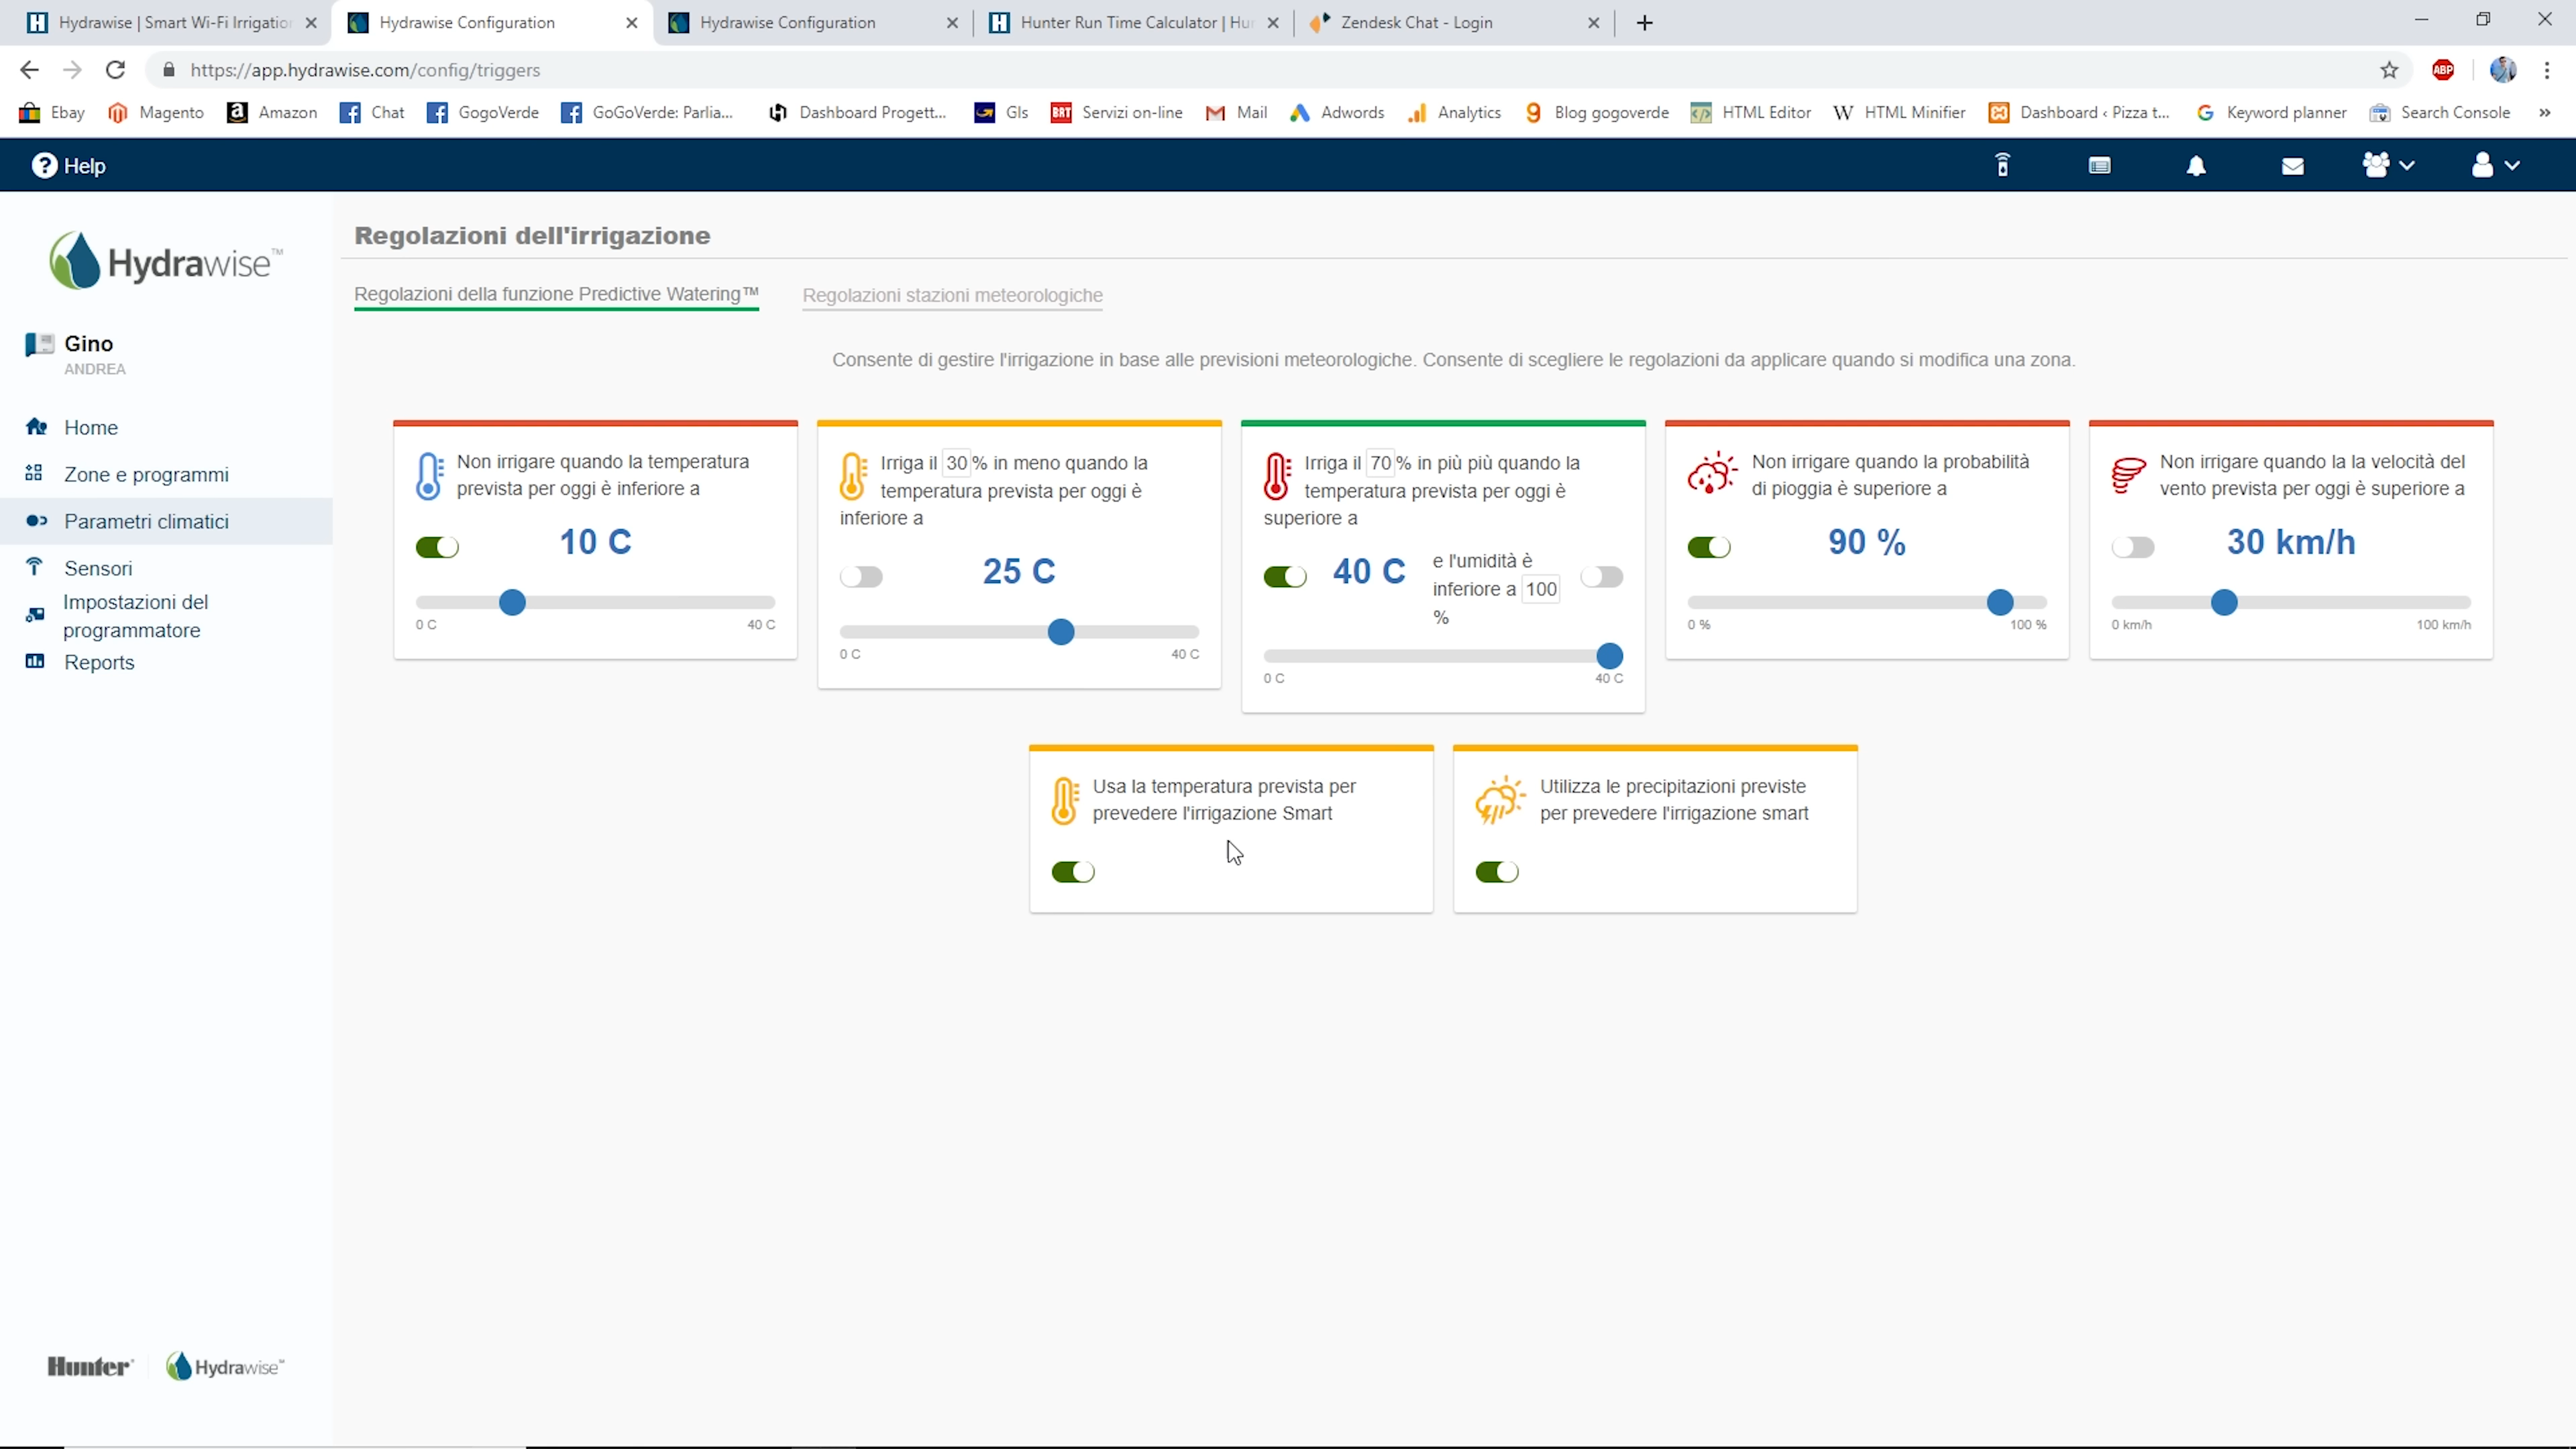 Hydrawise | Smart Wi-Fi Irrigation
Hydrawise Configuration
Hydrawise Configuration
Hunter Run Time Calculator | Hun
Zendesk Chat - Login
https://app.hydrawise.com/config/triggers
ABP
Ebay
Magento
Amazon
Chat
GogoVerde
GoGoVerde: Parlia...
Dashboard Progett...
Gls
BRT
Servizi on-line
Mail
Adwords
Analytics
Blog gogoverde
HTML Editor
HTML Minifier
Dashboard ‹ Pizza t...
Keyword planner
Search Console
»
? Help
Hydrawise™
Gino
ANDREA
Home
Zone e programmi
Parametri climatici
Sensori
Impostazioni del
programmatore
Reports
Hunter®
Hydrawise™
Regolazioni dell'irrigazione
Regolazioni della funzione Predictive Watering™
Regolazioni stazioni meteorologiche
Consente di gestire l'irrigazione in base alle previsioni meteorologiche. Consente di scegliere le regolazioni da applicare quando si modifica una zona.
Non irrigare quando la temperatura
prevista per oggi è inferiore a
10 C
0 C
40 C
Irriga il 30 % in meno quando la
temperatura prevista per oggi è
inferiore a
25 C
0 C
40 C
Irriga il 70 % in più più quando la
temperatura prevista per oggi è
superiore a
40 C
e l'umidità è
inferiore a 100
%
0 C
40 C
Non irrigare quando la probabilità
di pioggia è superiore a
90 %
0 %
100 %
Non irrigare quando la la velocità del
vento prevista per oggi è superiore a
30 km/h
0 km/h
100 km/h
Usa la temperatura prevista per
prevedere l'irrigazione Smart
Utilizza le precipitazioni previste
per prevedere l'irrigazione smart